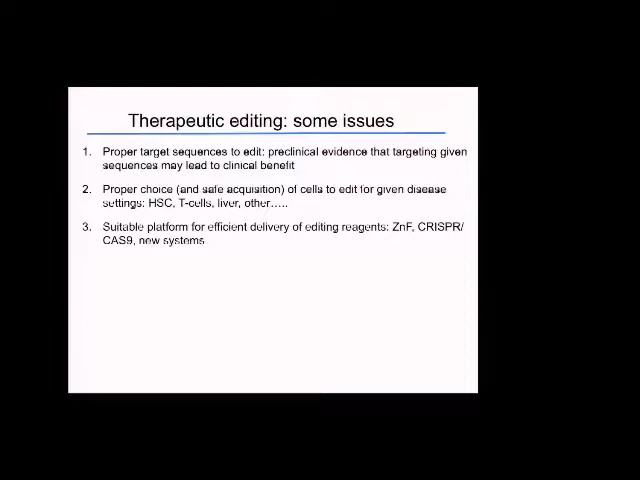 Therapeutic editing: some issues
1. Proper target sequences to edit: preclinical evidence that targeting given
sequences may lead to clinical benefit
2. Proper choice (and safe acquisition) of cells to edit for given disease
settings: HSC, T-cells, liver, other…..
3. Suitable platform for efficient delivery of editing reagents: ZnF, CRISPR/
CAS9, new systems